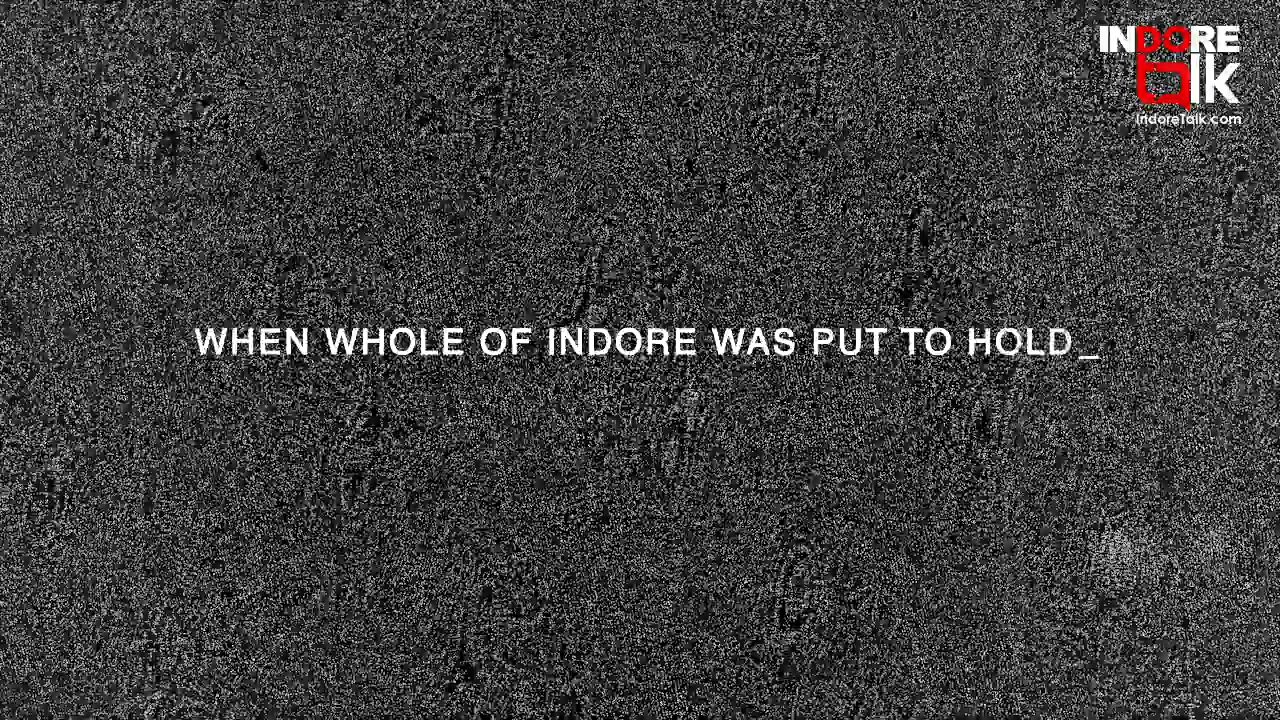 INDORE
talk
IndoreTalk.com
WHEN WHOLE OF INDORE WAS PUT TO HOLD_